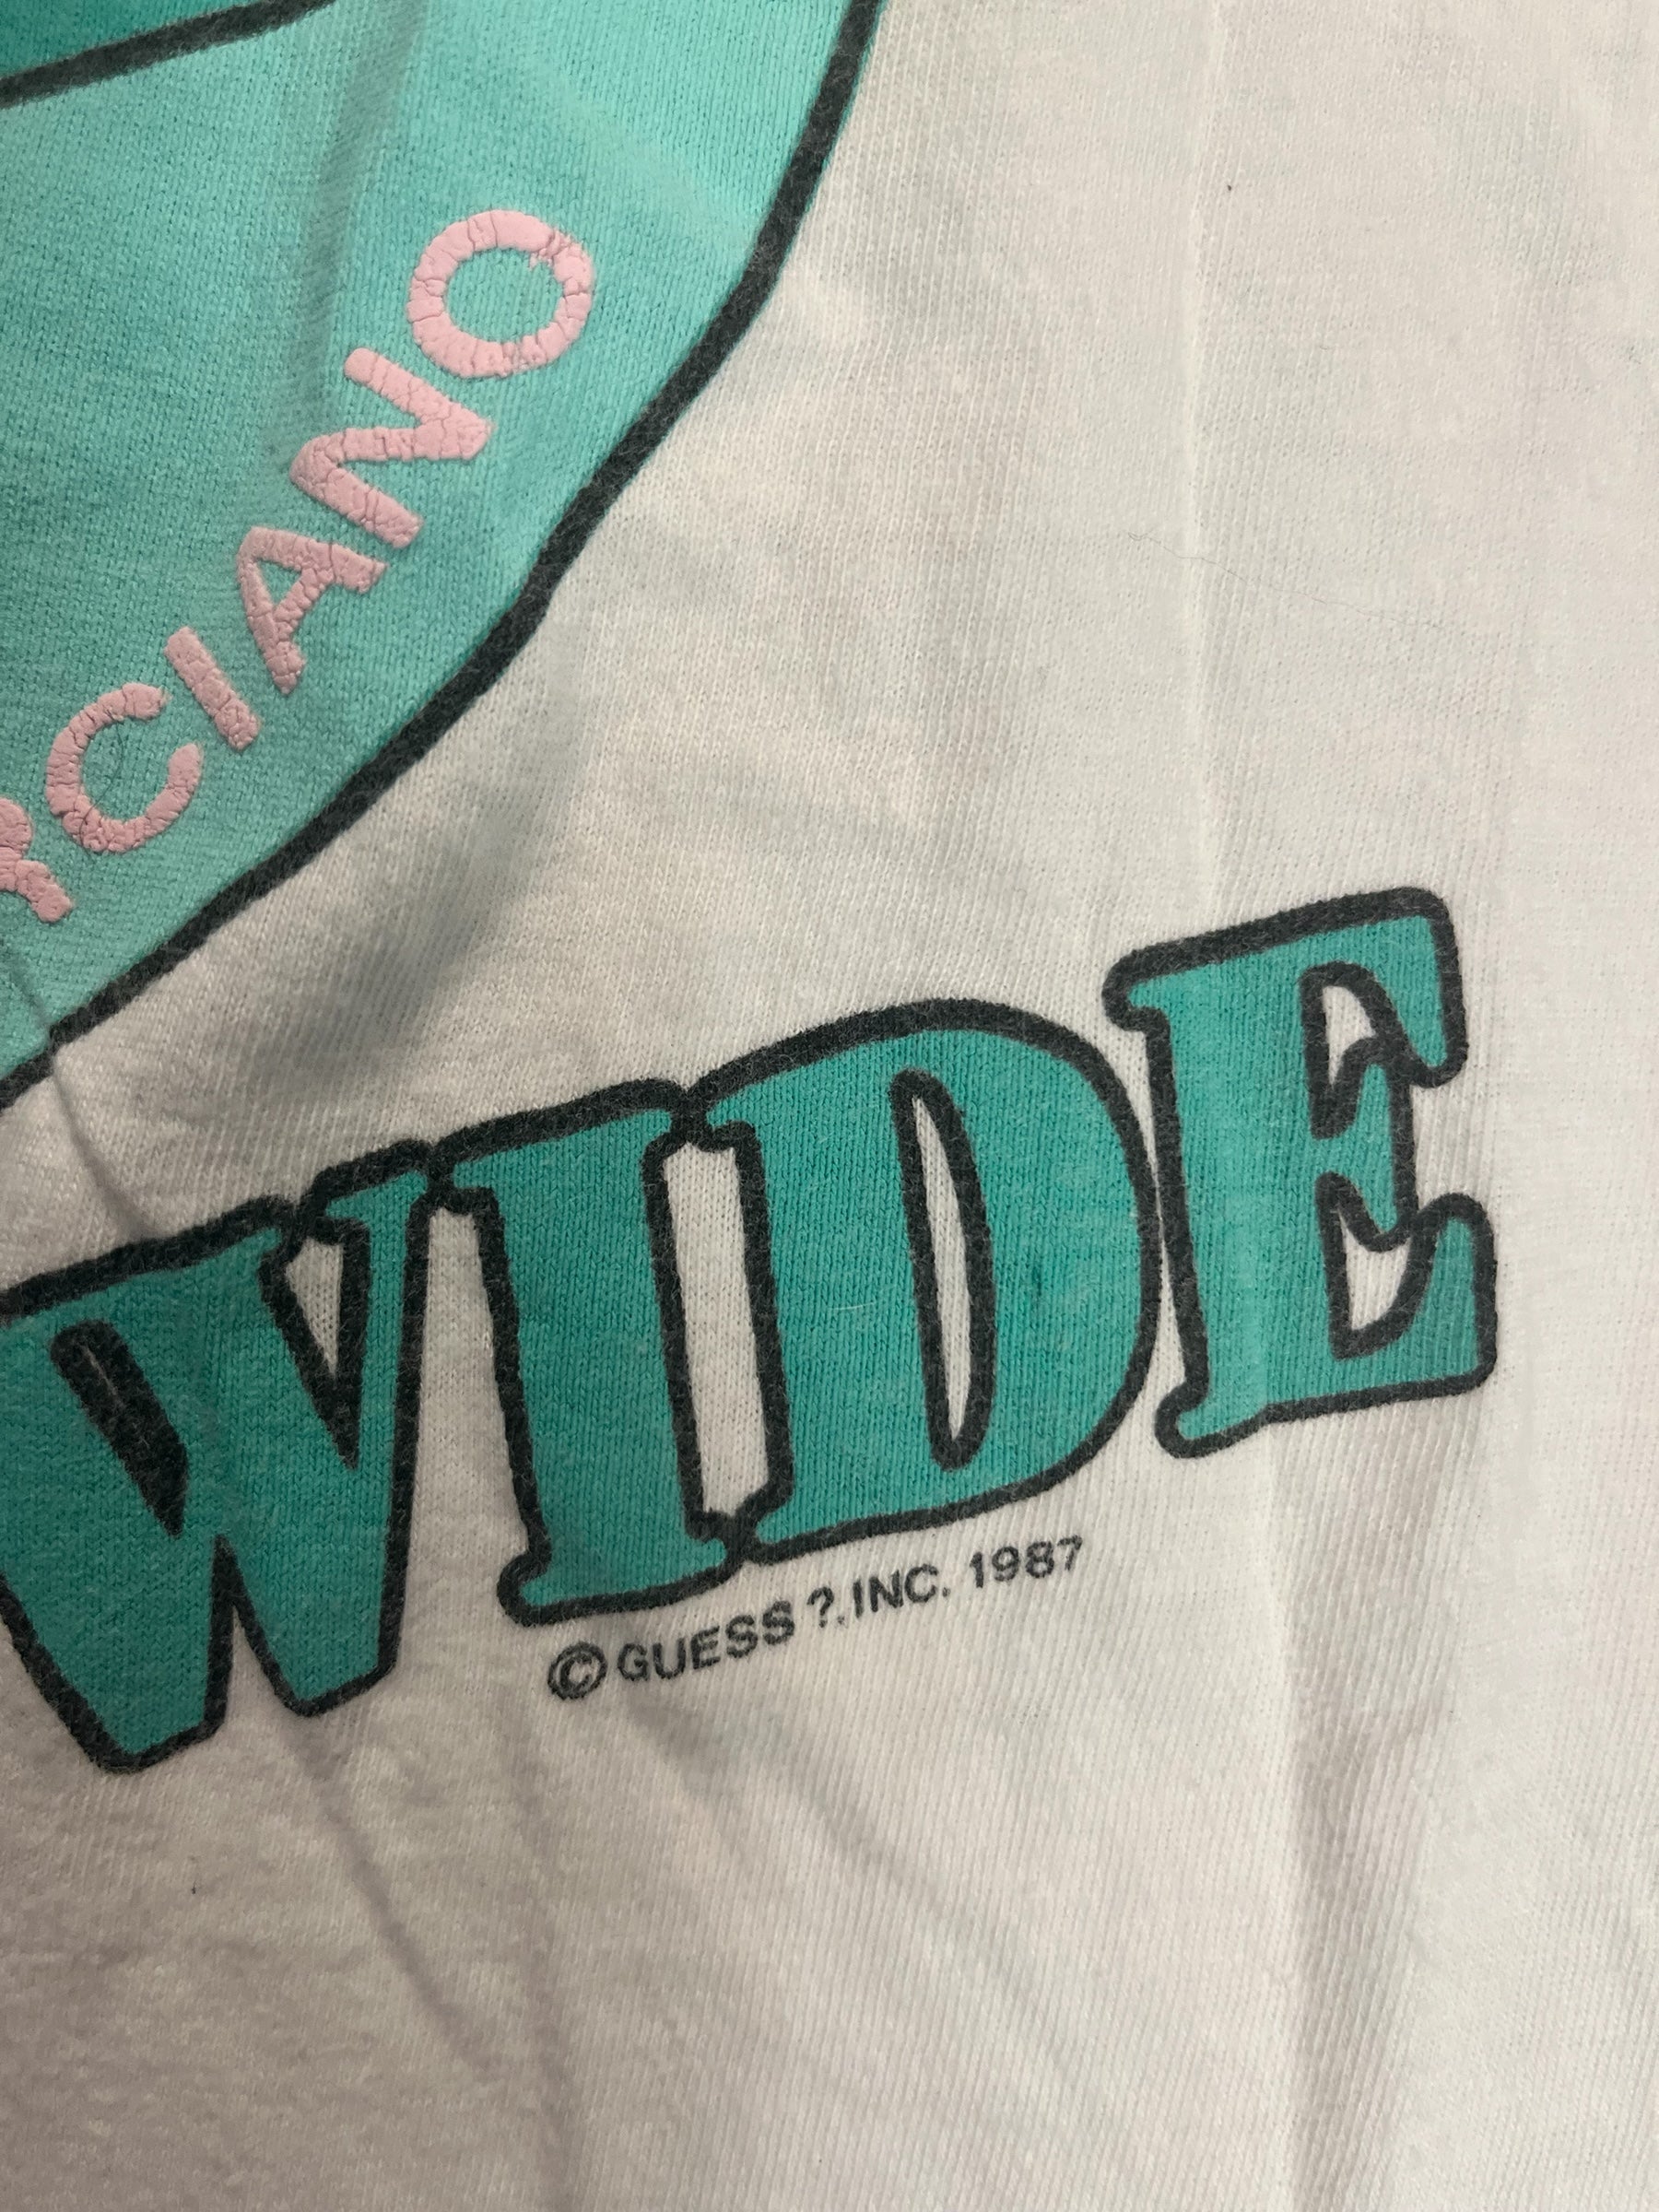 RCIANO
WIDE
©GUESS ?, INC. 1987